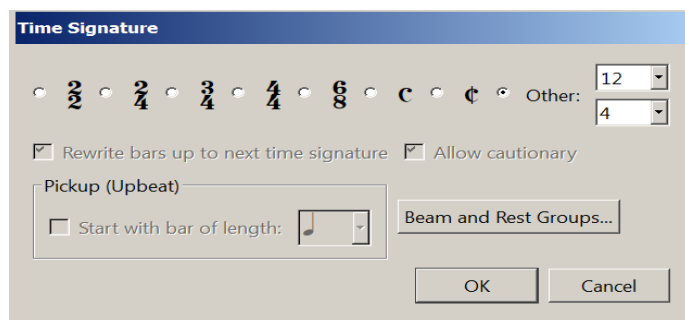 Time Signature
2/2 2/4 3/4 4/4 6/8 C ¢ Other: 12
4
Rewrite bars up to next time signature Allow cautionary
Pickup (Upbeat)
Start with bar of length:
Beam and Rest Groups...
OK Cancel